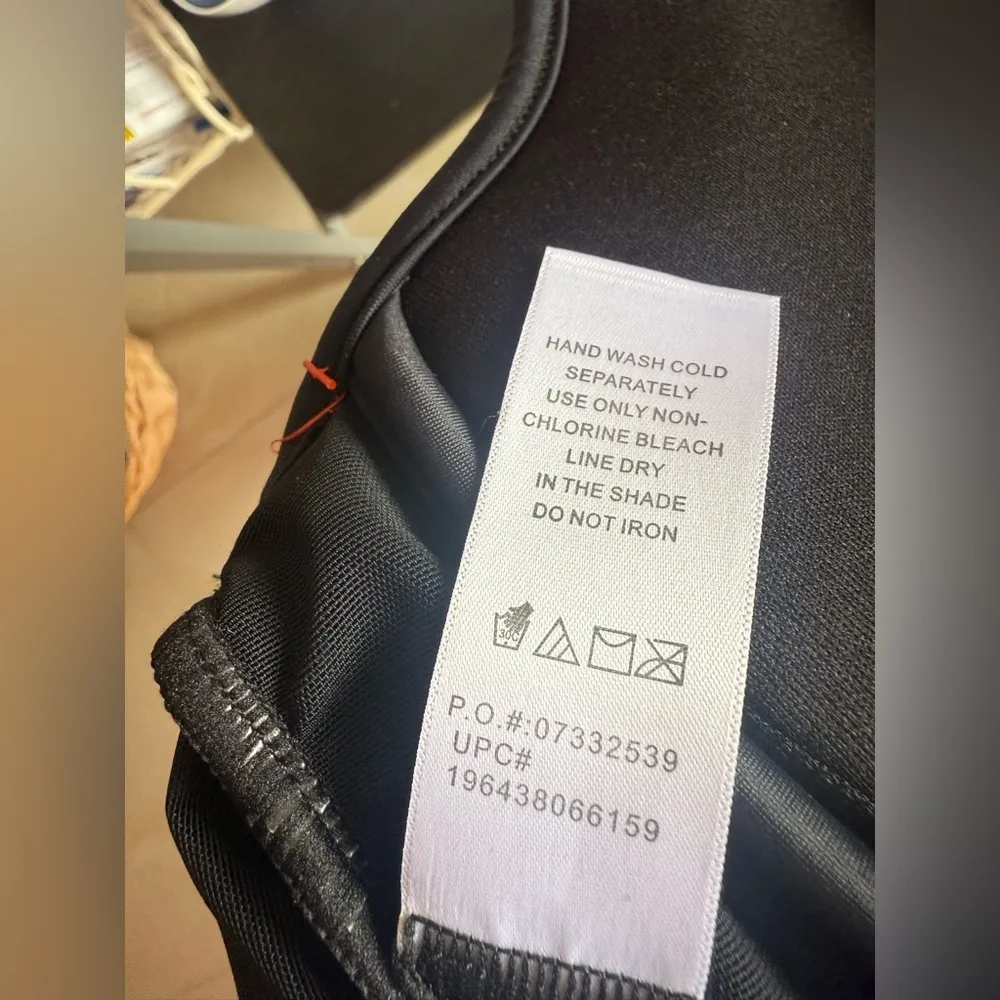 HAND WASH COLD
SEPARATELY
USE ONLY NON-
CHLORINE BLEACH
LINE DRY
IN THE SHADE
DO NOT IRON
30C
P.O.#:07332539
UPC#
196438066159